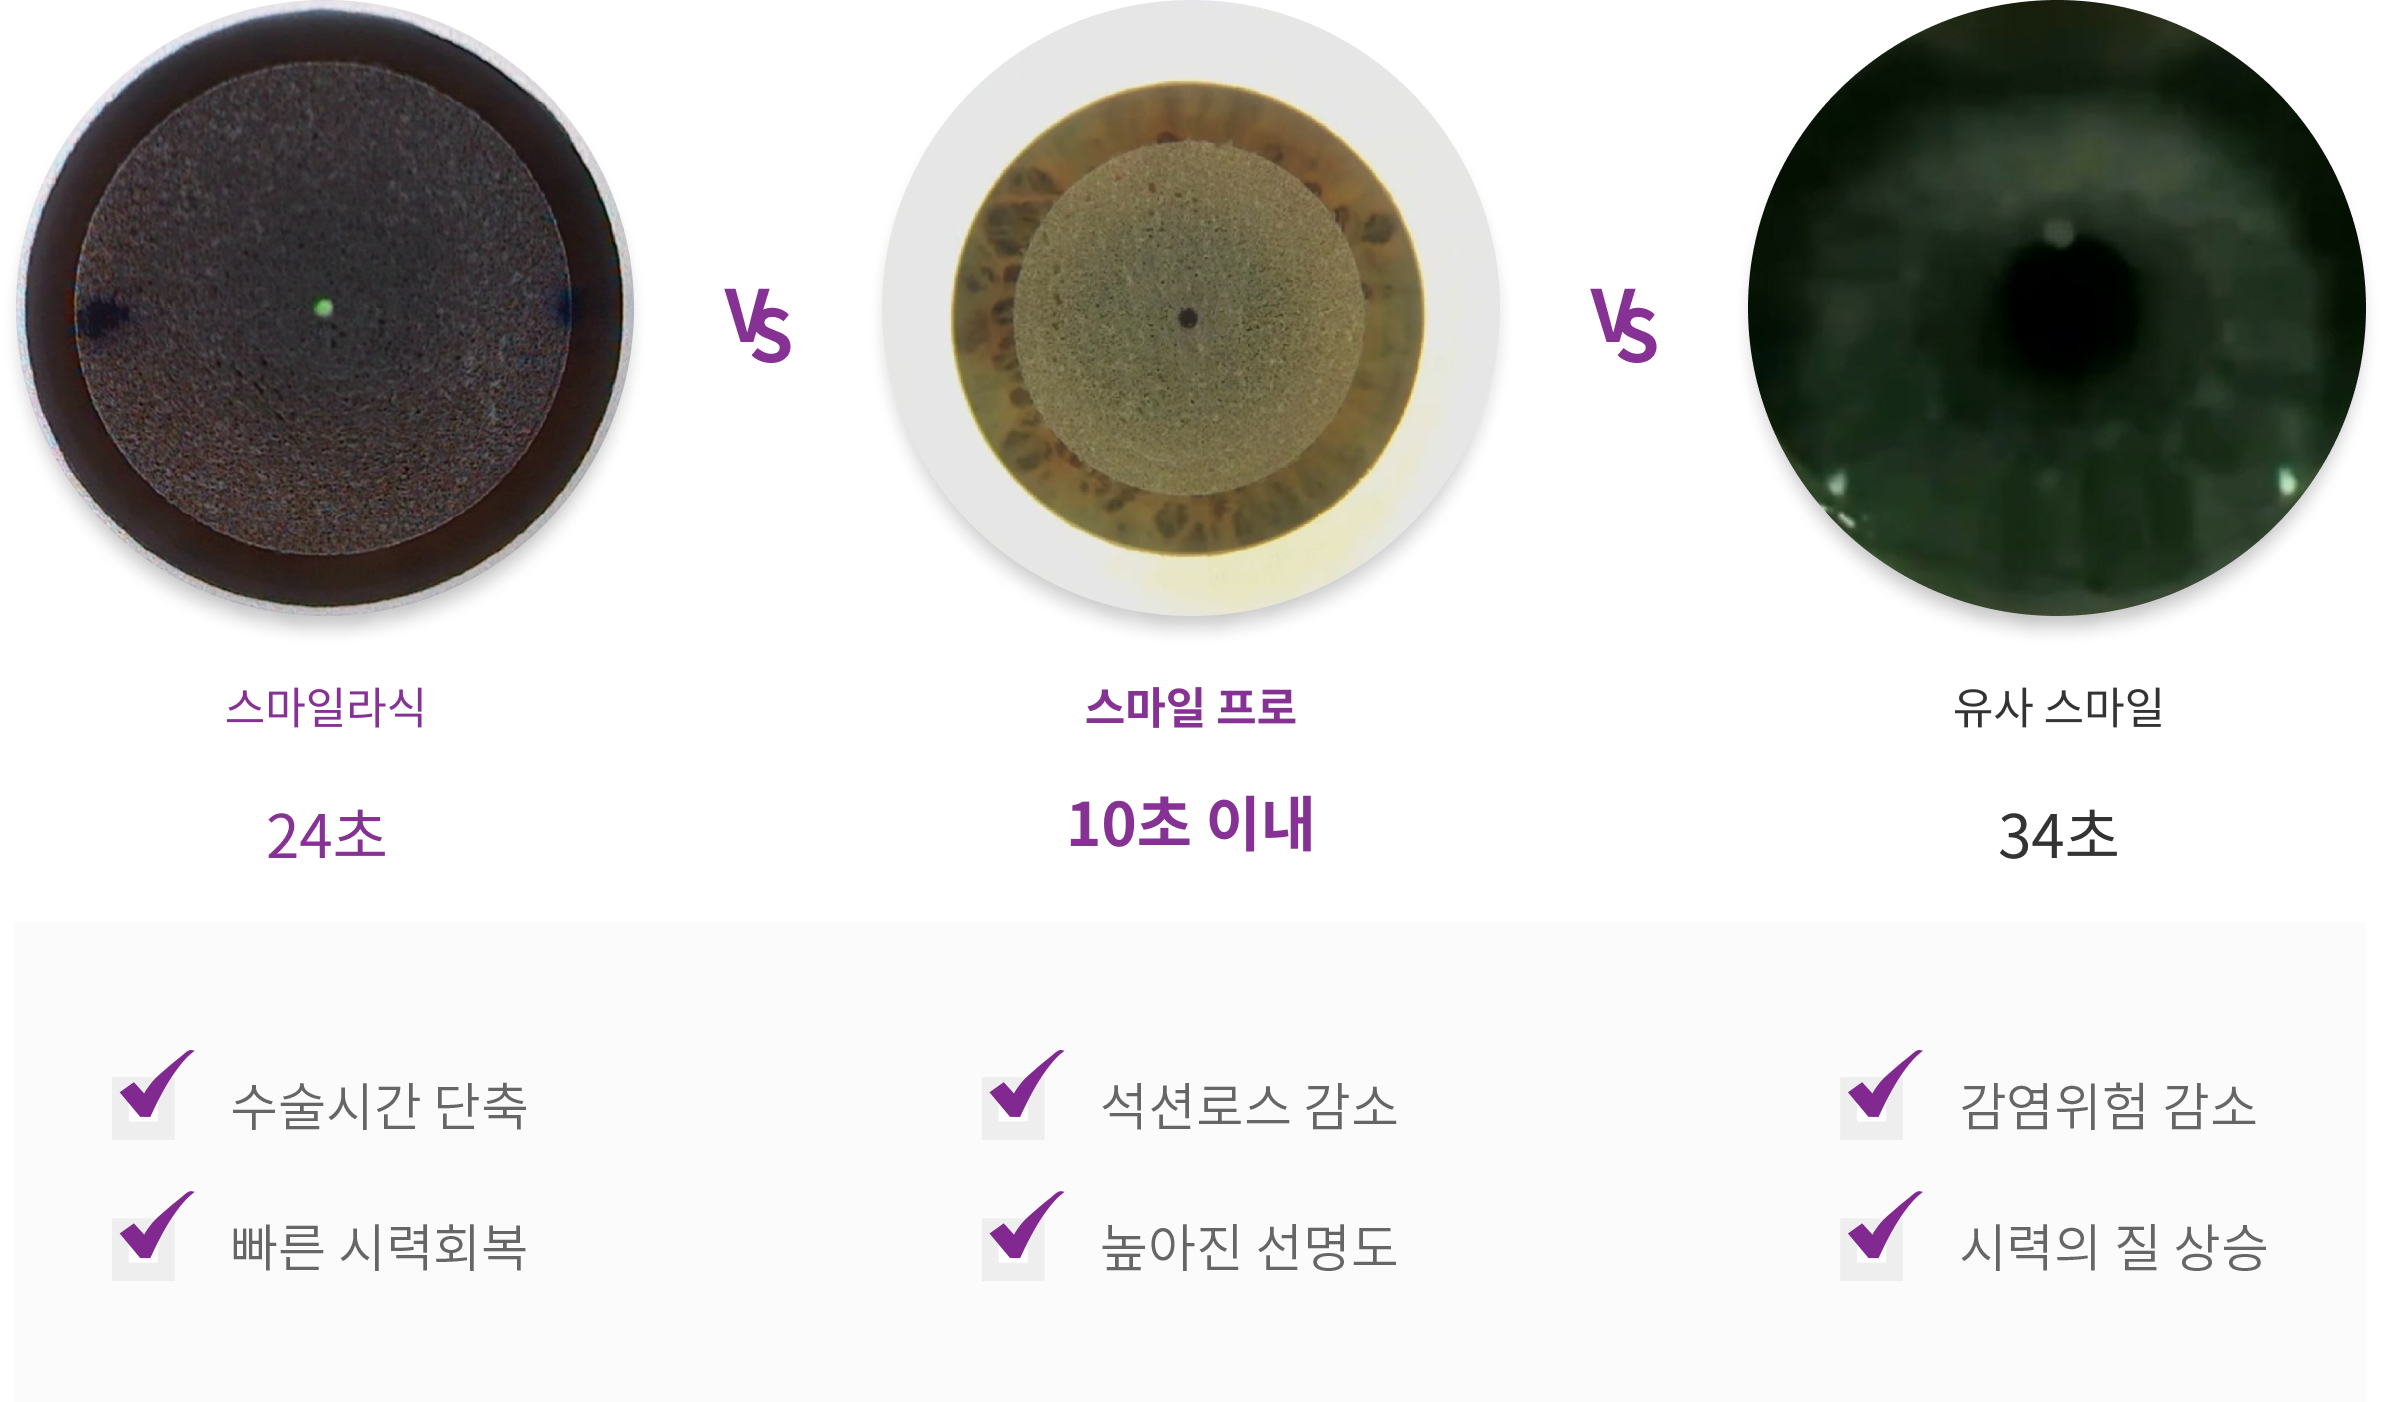 VS
VS
스마일라식
스마일 프로
유사 스마일
24초
10초 이내
34초
수술시간 단축
석션로스 감소
감염위험 감소
빠른 시력회복
높아진 선명도
시력의 질 상승